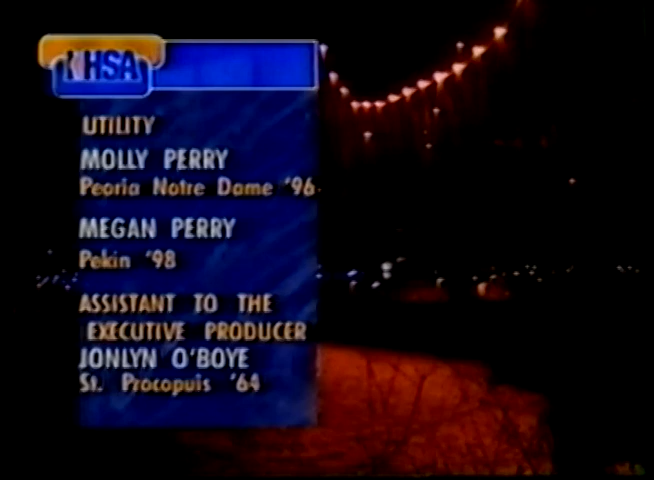 IHSA
UTILITY
MOLLY PERRY
Peoria Notre Dame '96
MEGAN PERRY
Pekin '98
ASSISTANT TO THE
EXECUTIVE PRODUCER
JONLYN O'BOYE
St. Procopuis '64